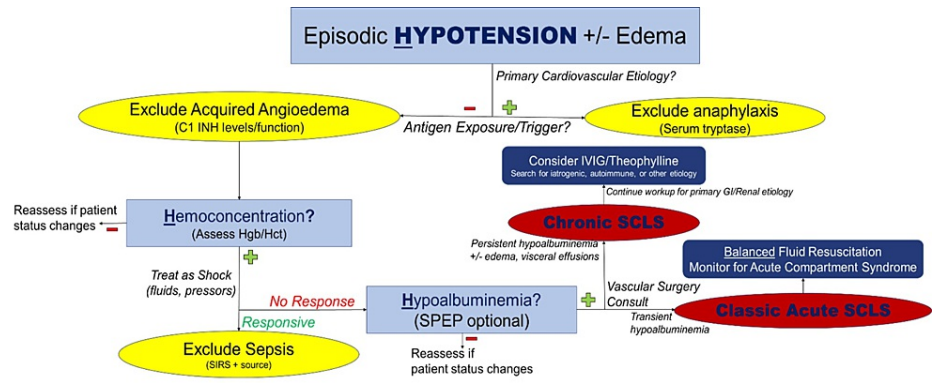 Episodic HYPOTENSION +/- Edema
Primary Cardiovascular Etiology?
Exclude Acquired Angioedema
(C1 INH levels/function)
Antigen Exposure/Trigger?
Exclude anaphylaxis
(Serum tryptase)
Consider IVIG/Theophylline
Search for iatrogenic, autoimmune, or other etiology
Continue workup for primary GI/Renal etiology)
Reassess if patient
status changes
Hemoconcentration?
(Assess Hgb/Hct)
Chronic SCLS
Persistent hypoalbuminemia
+/- edema, visceral effusions
Balanced Fluid Resuscitation
Monitor for Acute Compartment Syndrome
Treat as Shock
(fluids, pressors)
No Response
Responsive
Hypoalbuminemia?
(SPEP optional)
Vascular Surgery
Consult
Transient
hypoalbuminemia
Classic Acute SCLS
Exclude Sepsis
(SIRS + source)
Reassess if
patient status changes